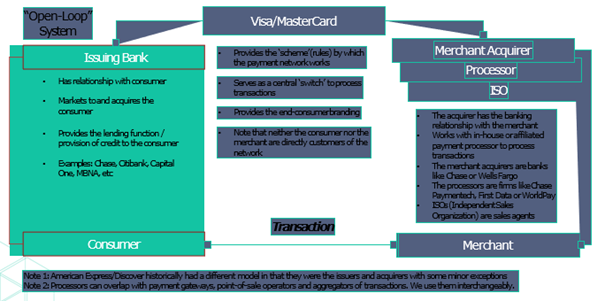 “Open-Loop”
System
Visa/MasterCard
Issuing Bank
• Has relationship with consumer
• Markets to and acquires the
consumer
• Provides the lending function /
provision of credit to the consumer
• Examples: Chase, Citibank, Capital
One, MBNA, etc
Consumer
• Provides the ‘scheme’(rules) by which
the payment network works
• Serves as a central ‘switch’ to process
transactions
• Provides the end-consumer branding
• Note that neither the consumer nor the
merchant are directly customers of the
network
Transaction
Merchant Acquirer
Processor
ISO
• The acquirer has the banking
relationship with the merchant
• Works with in-house or affiliated
payment processor to process
transactions
• The merchant acquirers are banks
like Chase or Wells Fargo
• The processors are firms like Chase
Paymentech, First Data or WorldPay
• ISOs (Independent Sales
Organization) are sales agents
Merchant
Note 1: American Express/Discover historically had a different model in that they were the issuers and acquirers with some minor exceptions
Note 2: Processors can overlap with payment gateways, point-of-sale operators and aggregators of transactions. We use them interchangeably.